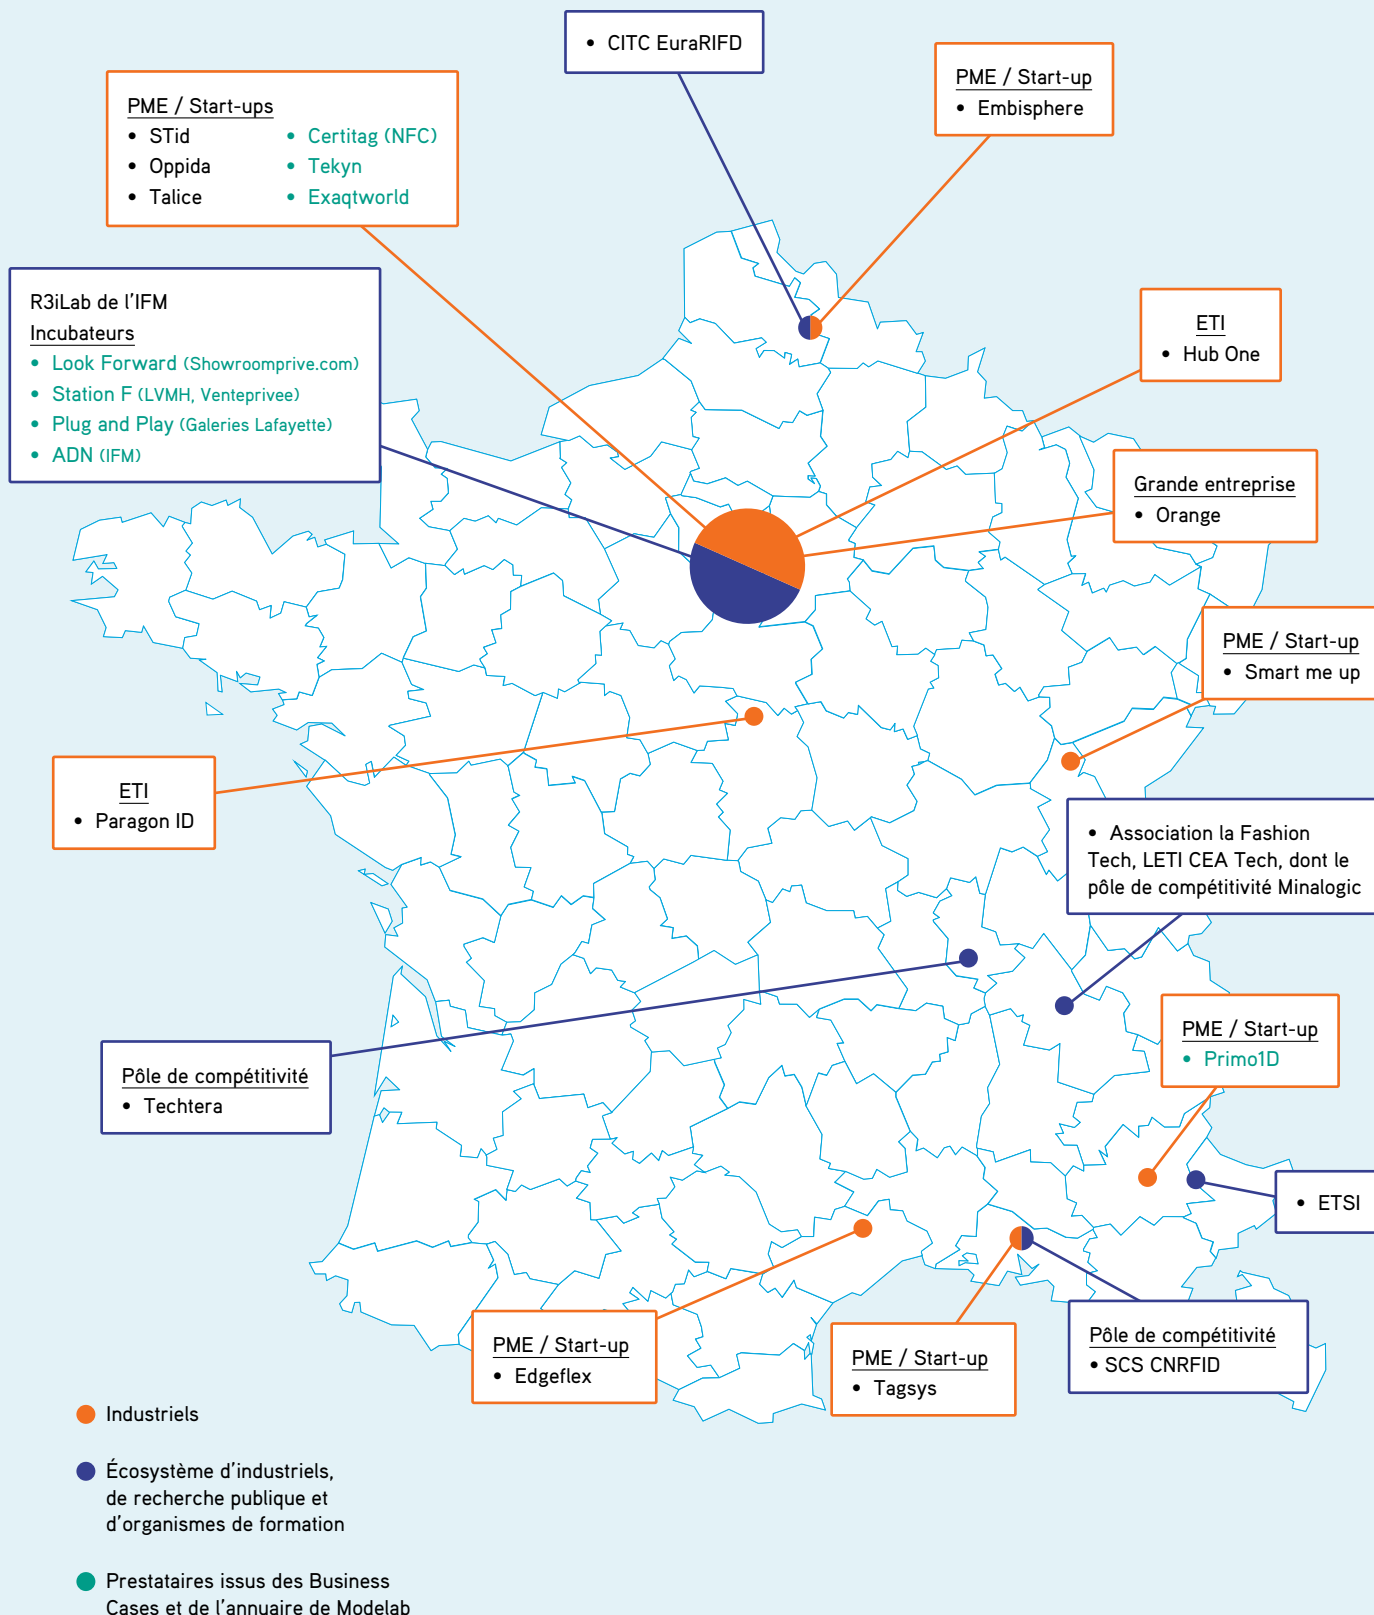 • CITC EuraRIFD
PME / Start-up
• Embisphere
PME / Start-ups
• STid
• Oppida
• Talice
• Certitag (NFC)
• Tekyn
• Exaqtworld
R3iLab de l'IFM
Incubateurs
• Look Forward (Showroomprive.com)
• Station F (LVMH, Venteprivee)
• Plug and Play (Galeries Lafayette)
• ADN (IFM)
ETI
• Hub One
Grande entreprise
• Orange
PME / Start-up
• Smart me up
ETI
• Paragon ID
• Association la Fashion
Tech, LETI CEA Tech, dont le
pôle de compétitivité Minalogic
PME / Start-up
• Primo1D
Pôle de compétitivité
• Techtera
• ETSI
PME / Start-up
• Edgeflex
PME / Start-up
• Tagsys
Pôle de compétitivité
• SCS CNRFID
Industriels
Écosystème d'industriels,
de recherche publique et
d'organismes de formation
Prestataires issus des Business
Cases et de l'annuaire de Modelab